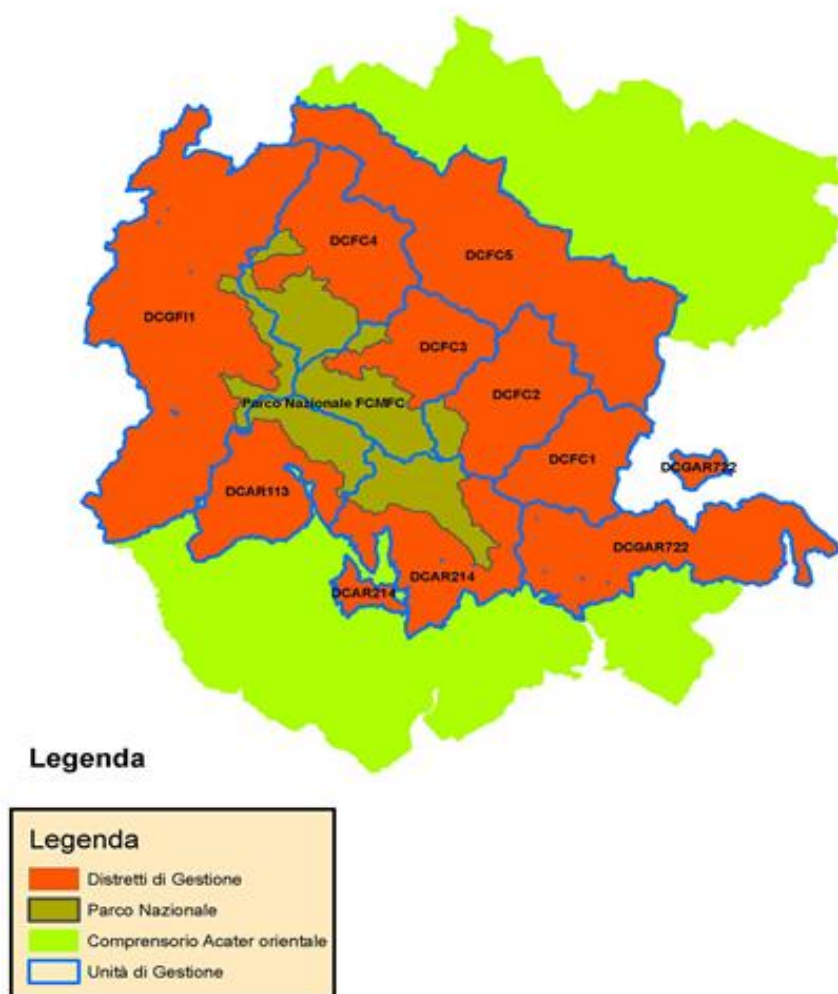 DCFC4
DCFC5
DCGFI1
DCFC3
DCFC2
Parco Nazionale FCMFC
DCFC1
DCGAR722
DCAR113
DCGAR722
DCAR214
DCAR214
Legenda
Legenda
Distretti di Gestione
Parco Nazionale
Comprensorio Acater orientale
Unità di Gestione